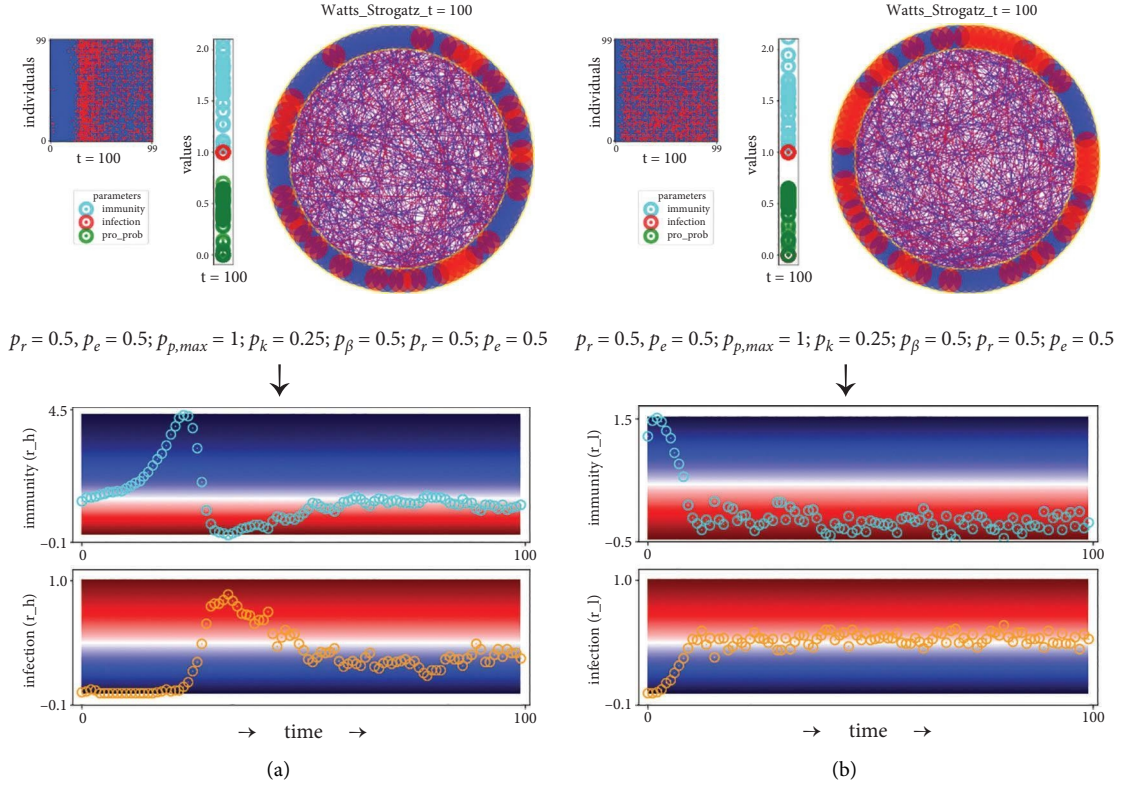 Watts_Strogatz_t = 100
99
individuals
0
0
99
t = 100
parameters
immunity
infection
pro_prob
2.0
1.5
1.0
0.5
0.0
values
t = 100
Watts_Strogatz_t = 100
99
individuals
0
0
99
t = 100
parameters
immunity
infection
pro_prob
2.0
1.5
1.0
0.5
0.0
values
t = 100
p_r = 0.5, p_e = 0.5; p_{p,max} = 1; p_k = 0.25; p_β = 0.5; p_r = 0.5; p_e = 0.5
p_r = 0.5, p_e = 0.5; p_{p,max} = 1; p_k = 0.25; p_β = 0.5; p_r = 0.5; p_e = 0.5
4.5
immunity (r_h)
−0.1
0
100
1.0
infection (r_h)
−0.1
0
100
→ time →
(a)
1.5
immunity (r_l)
−0.5
0
100
1.0
infection (r_l)
−0.1
0
100
→ time →
(b)